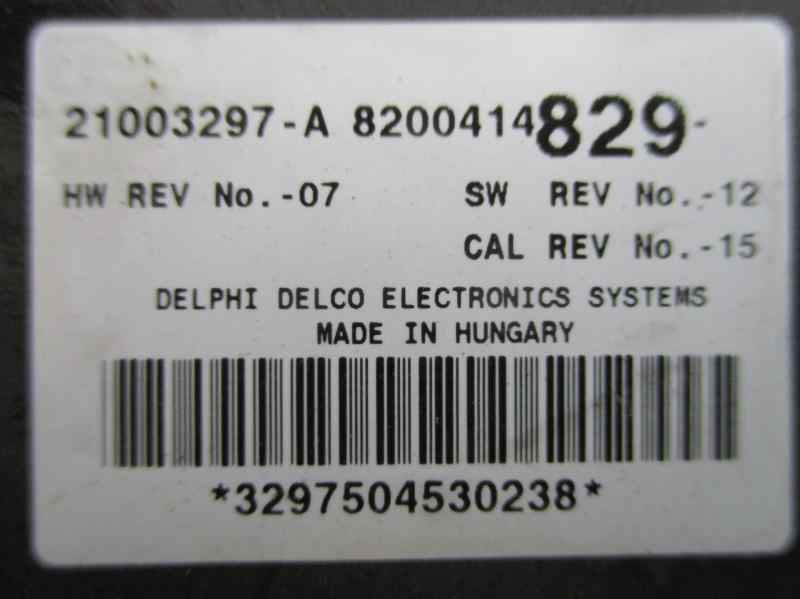 21003297-A 8200414829-
HW REV No.-07 SW REV No.-12
CAL REV No.-15
DELPHI DELCO ELECTRONICS SYSTEMS
MADE IN HUNGARY
*3297504530238*